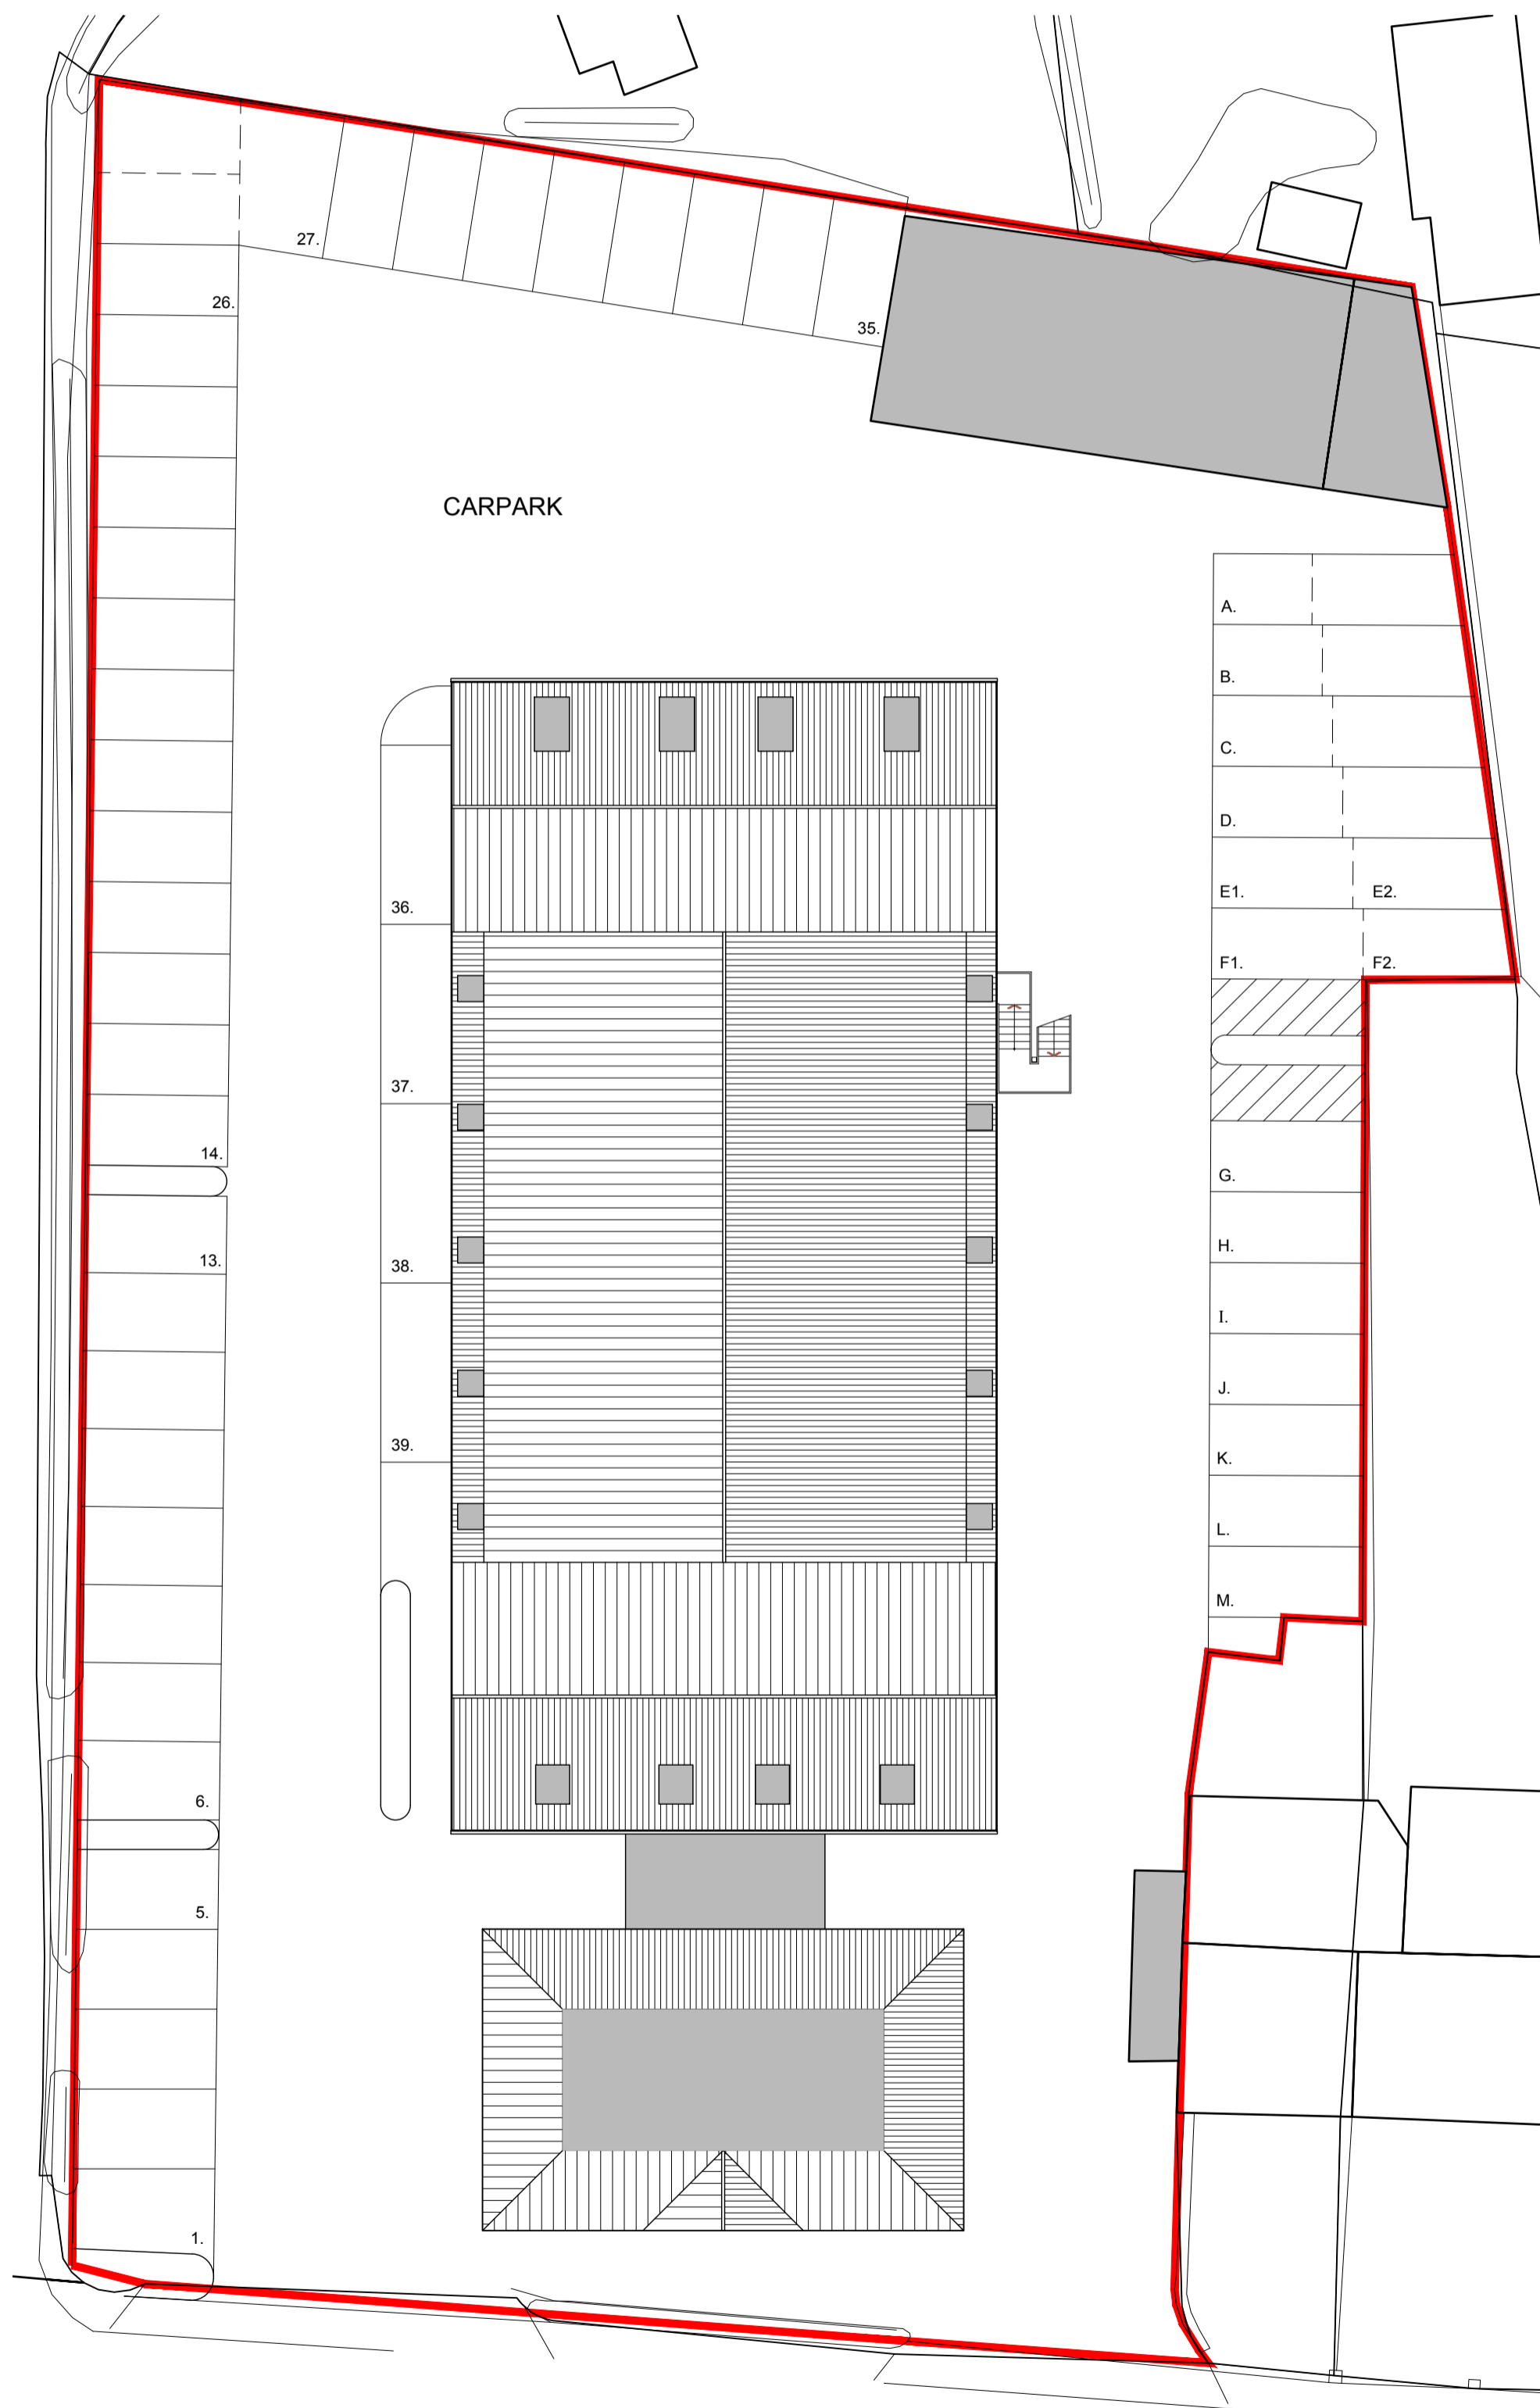 27.
26.
35.
CARPARK
A.
B.
C.
D.
E1. E2.
36.
F1. F2.
37.
14.
G.
H.
13.
38.
I.
J.
39.
K.
L.
M.
6.
5.
1.